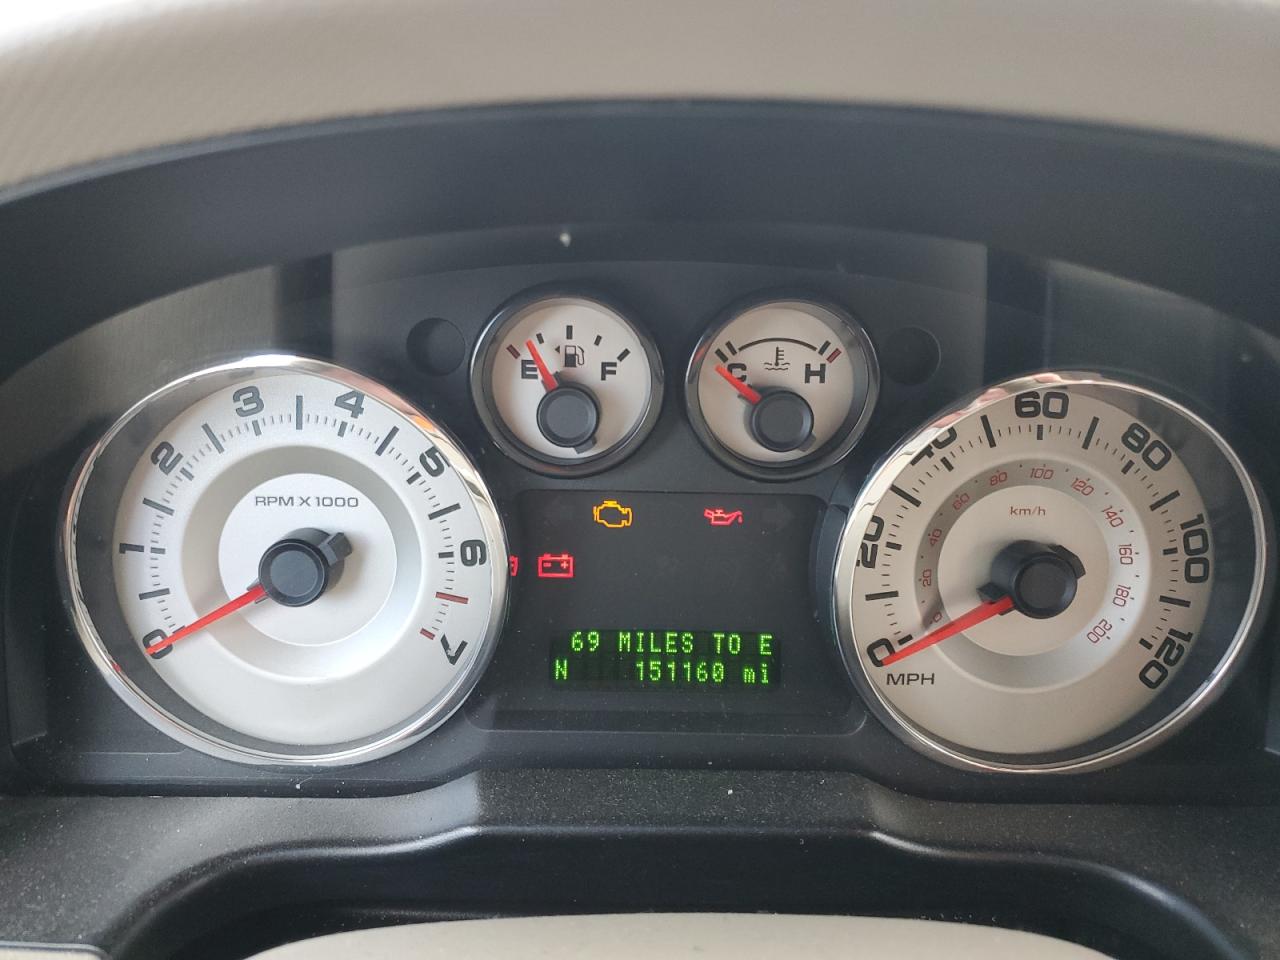 E F
C H
0 1 2 3 4 5 6 7
RPM X 1000
0 20 40 60 80 100 120
MPH
20 40 60 80 100 120 140 160 180 200
km/h
- +
69 MILES TO E
N 151160 mi